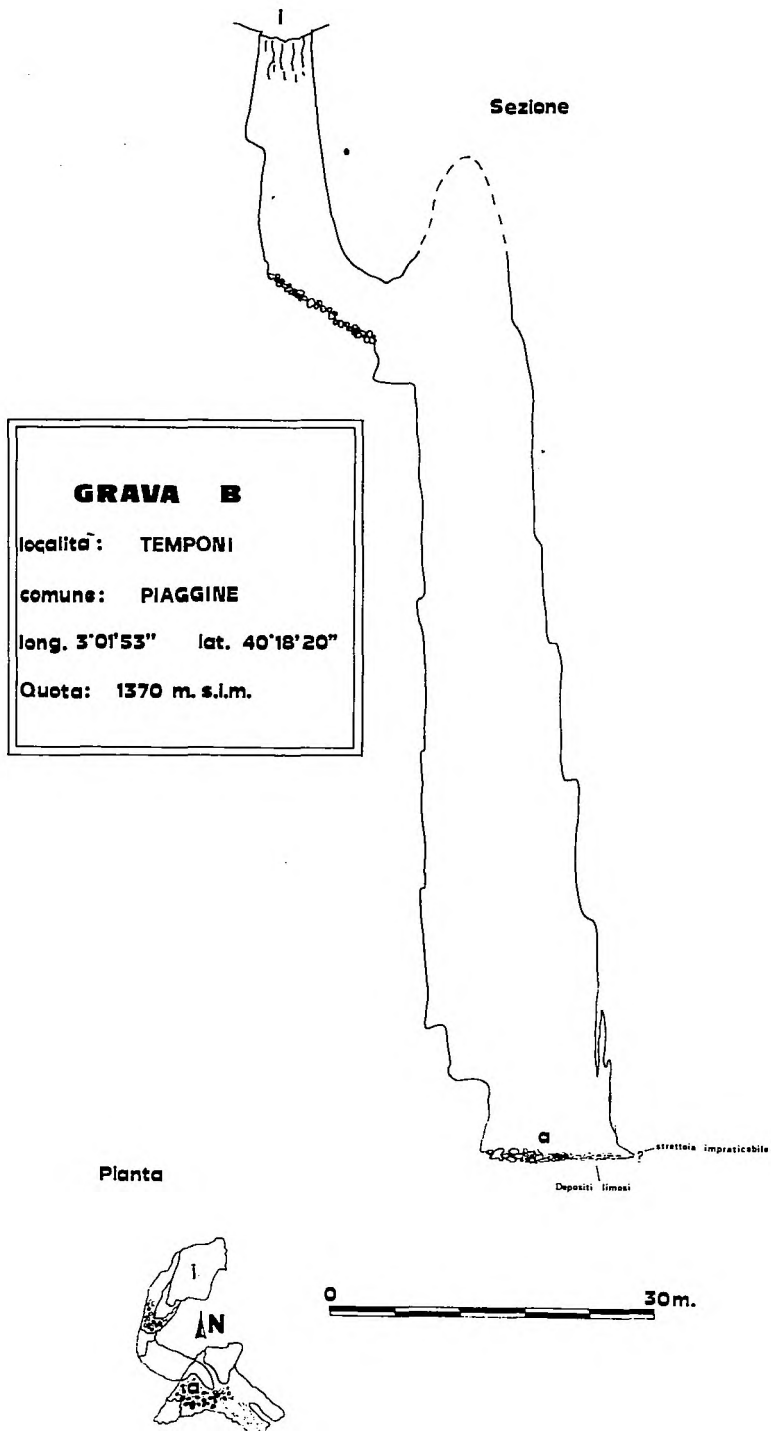 i
Sezione
GRAVA B
località: TEMPONI
comune: PIAGGINE
long. 3°01'53" lat. 40°18'20"
Quota: 1370 m. s.l.m.
a
? strettoia impraticabile
Depositi limosi
Pianta
i
N
0 30m.
a